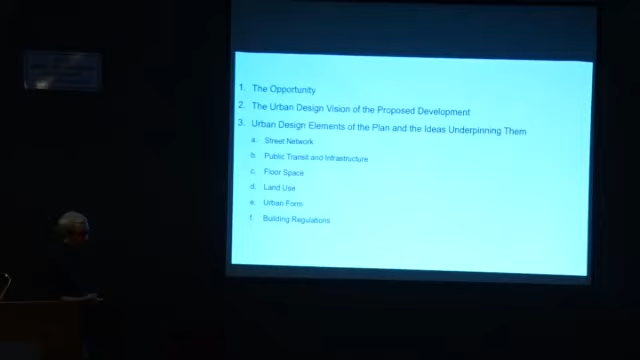 1. The Opportunity
2. The Urban Design Vision of the Proposed Development
3. Urban Design Elements of the Plan and the Ideas Underpinning Them
a. Street Network
b. Public Transit and Infrastructure
c. Floor Space
d. Land Use
e. Urban Form
f. Building Regulations